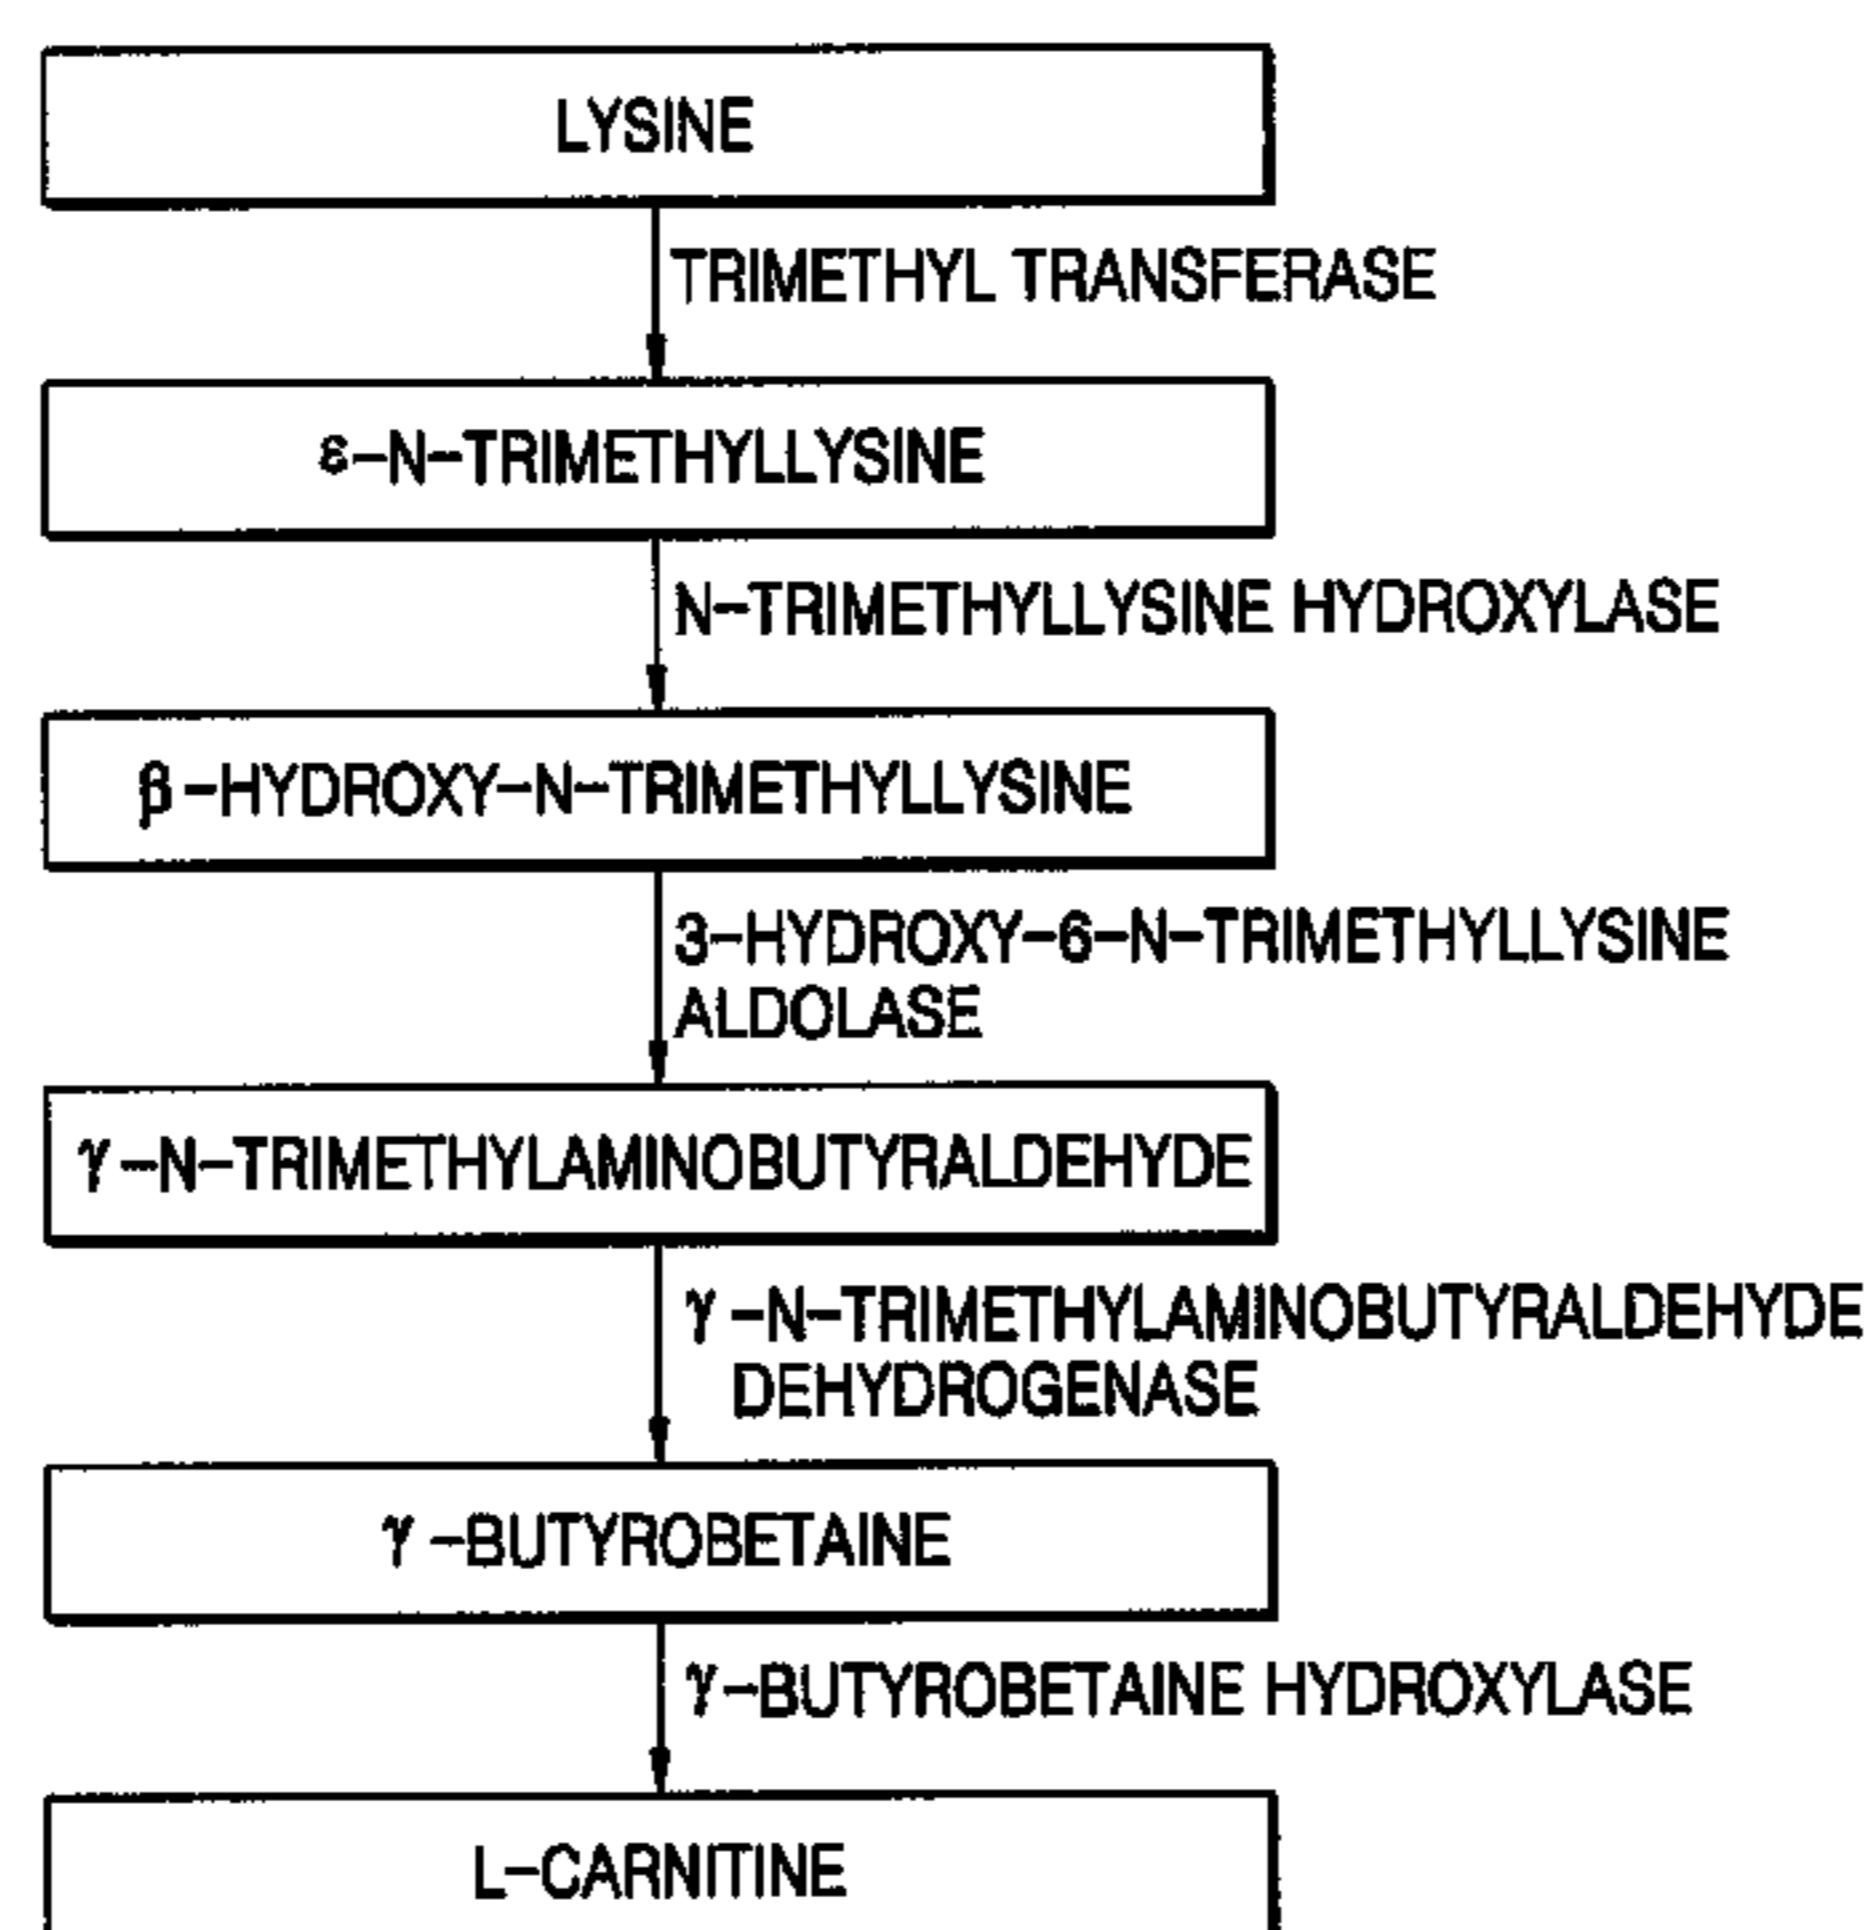 LYSINE
TRIMETHYL TRANSFERASE
ε-N-TRIMETHYLLYSINE
N-TRIMETHYLLYSINE HYDROXYLASE
β-HYDROXY-N-TRIMETHYLLYSINE
3-HYDROXY-6-N-TRIMETHYLLYSINE
ALDOLASE
γ-N-TRIMETHYLAMINOBUTYRALDEHYDE
γ-N-TRIMETHYLAMINOBUTYRALDEHYDE
DEHYDROGENASE
γ-BUTYROBETAINE
γ-BUTYROBETAINE HYDROXYLASE
L-CARNITINE